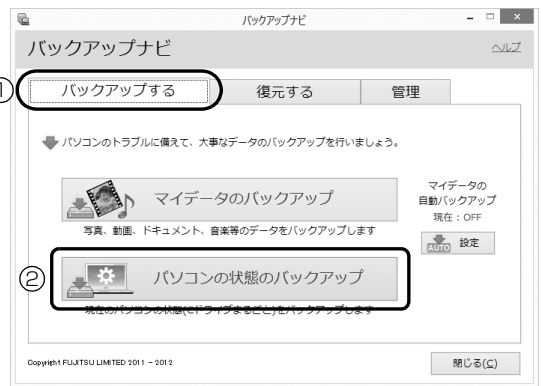 バックアップナビ
バックアップナビ
ヘルプ
① バックアップする 復元する 管理
パソコンのトラブルに備えて、大事なデータのバックアップを行いましょう。
マイデータのバックアップ
写真、動画、ドキュメント、音楽等のデータをバックアップします
マイデータの
自動バックアップ
現在：OFF
AUTO 設定
② パソコンの状態のバックアップ
現在のパソコンの状態(Cドライブまるごと)をバックアップします
Copyright FUJITSU LIMITED 2011 - 2012
閉じる(C)